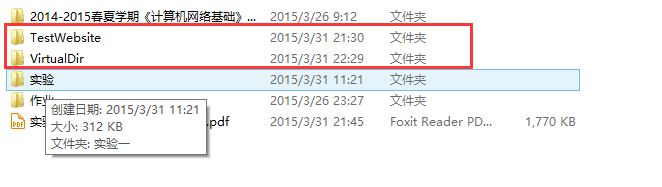 2014-2015春夏学期《计算机网络基础》... 2015/3/26 9:12 文件夹
TestWebsite 2015/3/31 21:30 文件夹
VirtualDir 2015/3/31 22:29 文件夹
实验 2015/3/31 11:21 文件夹
作业 2015/3/26 23:27 文件夹
实 .pdf 2015/3/31 21:45 Foxit Reader PD... 1,770 KB
创建日期: 2015/3/31 11:21
大小: 312 KB
文件夹: 实验一